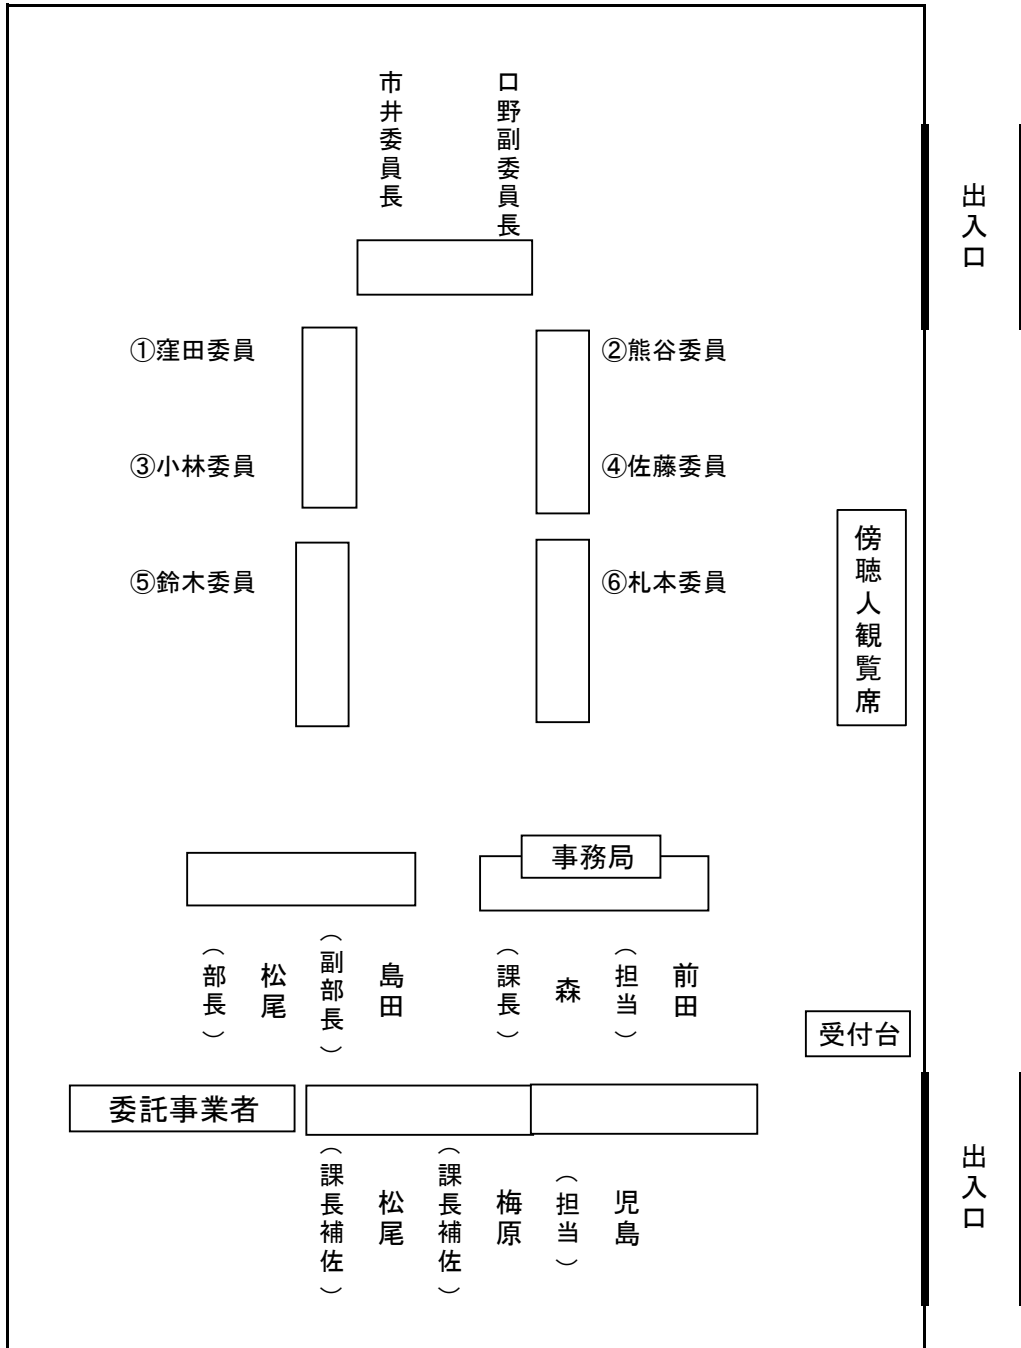 市井委員長
口野副委員長
出入口
①窪田委員
②熊谷委員
③小林委員
④佐藤委員
⑤鈴木委員
⑥札本委員
傍聴人観覧席
事務局
（部長）
松尾
（副部長）
島田
（課長）
森
（担当）
前田
受付台
委託事業者
（課長補佐）
松尾
（課長補佐）
梅原
（担当）
児島
出入口